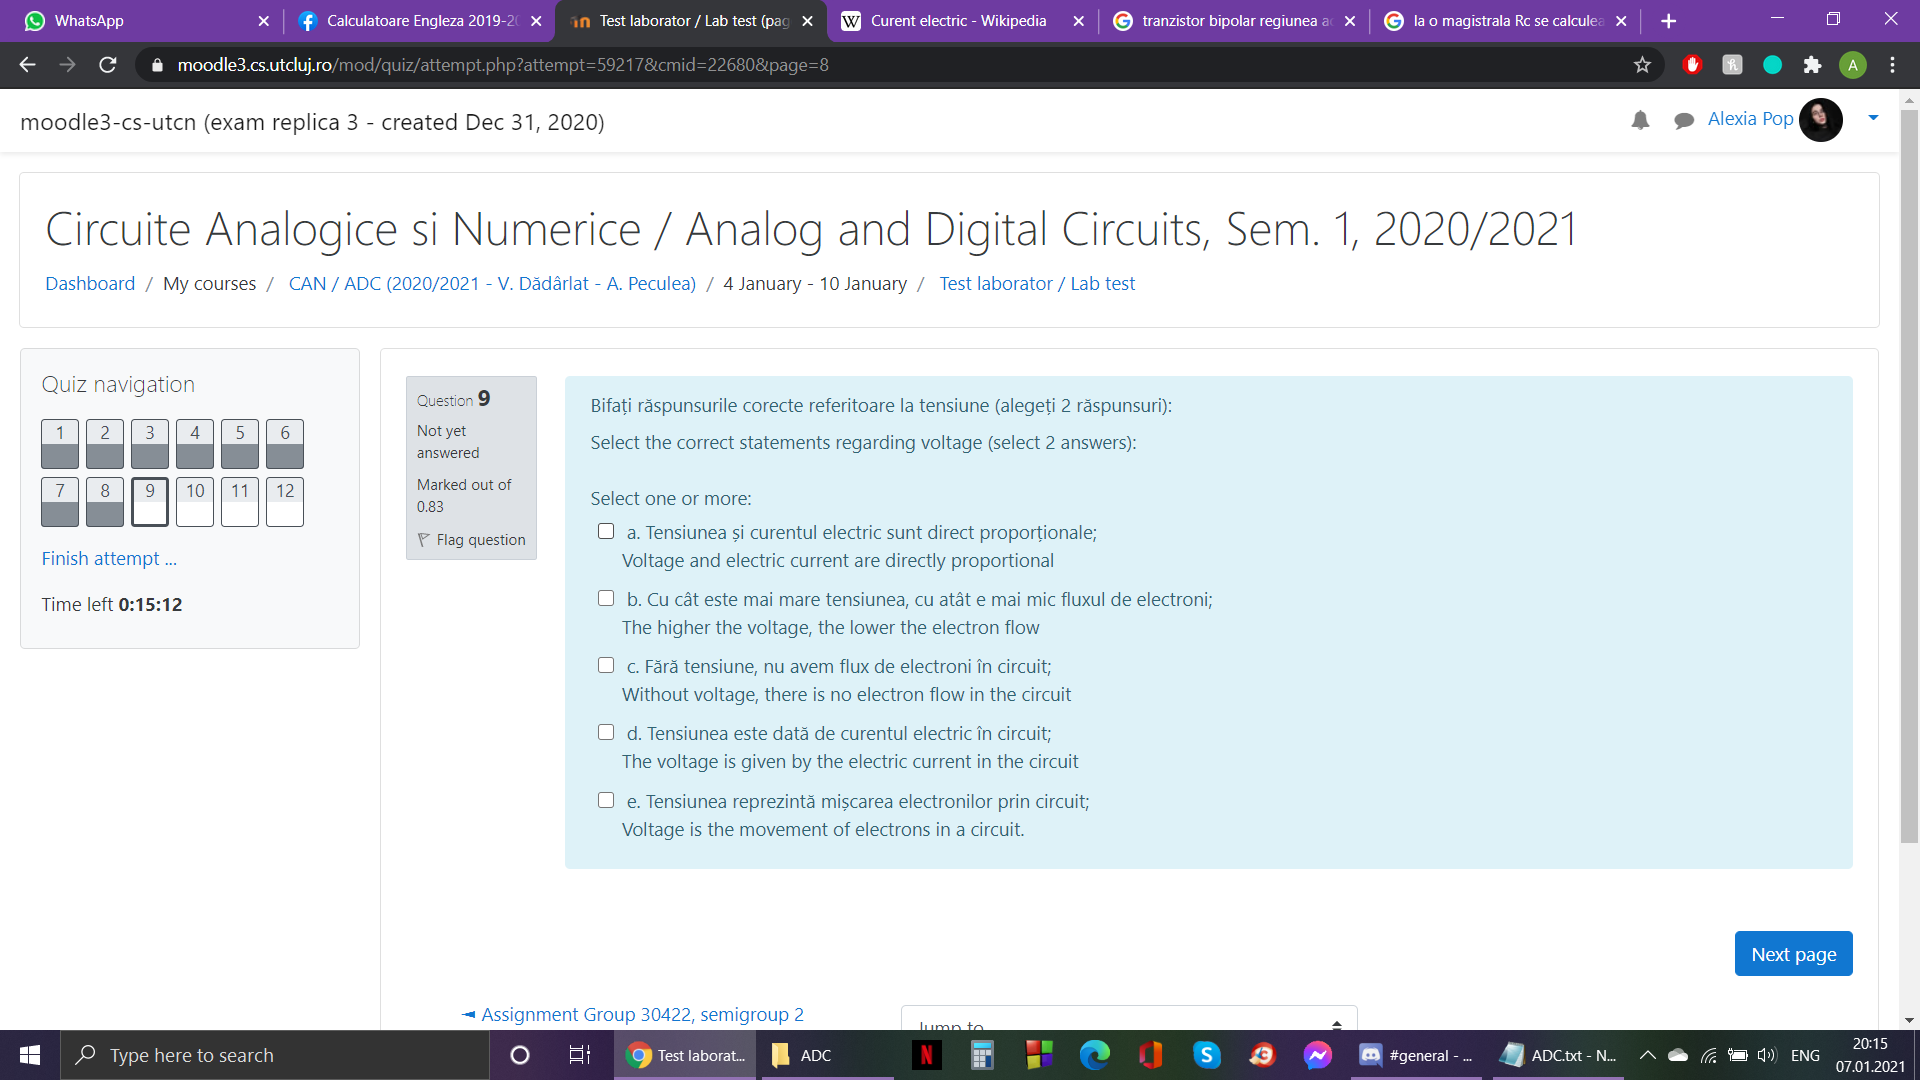 WhatsApp
Calculatoare Engleza 2019-20
Test laborator / Lab test (pag
Curent electric - Wikipedia
tranzistor bipolar regiunea ac
la o magistrala Rc se calculea
moodle3.cs.utcluj.ro/mod/quiz/attempt.php?attempt=59217&cmid=22680&page=8
A
moodle3-cs-utcn (exam replica 3 - created Dec 31, 2020)
Alexia Pop
Circuite Analogice si Numerice / Analog and Digital Circuits, Sem. 1, 2020/2021
Dashboard / My courses / CAN / ADC (2020/2021 - V. Dădârlat - A. Peculea) / 4 January - 10 January / Test laborator / Lab test
Quiz navigation
1 2 3 4 5 6
7 8 9 10 11 12
Finish attempt ...
Time left 0:15:12
Question 9
Not yet
answered
Marked out of
0.83
Flag question
Bifați răspunsurile corecte referitoare la tensiune (alegeți 2 răspunsuri):
Select the correct statements regarding voltage (select 2 answers):
Select one or more:
a. Tensiunea și curentul electric sunt direct proporționale;
Voltage and electric current are directly proportional
b. Cu cât este mai mare tensiunea, cu atât e mai mic fluxul de electroni;
The higher the voltage, the lower the electron flow
c. Fără tensiune, nu avem flux de electroni în circuit;
Without voltage, there is no electron flow in the circuit
d. Tensiunea este dată de curentul electric în circuit;
The voltage is given by the electric current in the circuit
e. Tensiunea reprezintă mișcarea electronilor prin circuit;
Voltage is the movement of electrons in a circuit.
Next page
◄ Assignment Group 30422, semigroup 2
Jump to...
Type here to search
Test laborat...
ADC
#general - ...
ADC.txt - N...
ENG
20:15
07.01.2021